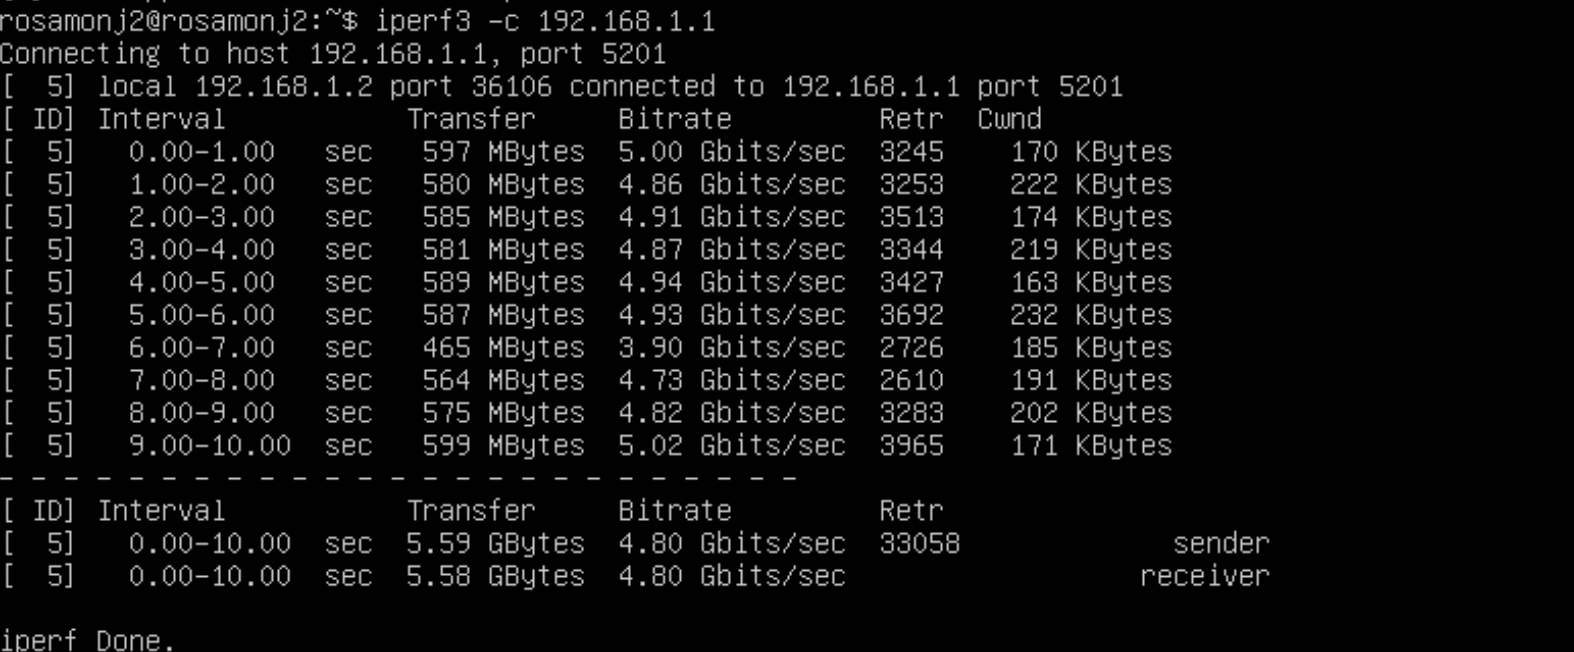 rosamonj2@rosamonj2:~$ iperf3 -c 192.168.1.1
Connecting to host 192.168.1.1, port 5201
[  5] local 192.168.1.2 port 36106 connected to 192.168.1.1 port 5201
[ ID] Interval           Transfer     Bitrate         Retr  Cwnd
[  5]   0.00-1.00   sec   597 MBytes  5.00 Gbits/sec  3245    170 KBytes
[  5]   1.00-2.00   sec   580 MBytes  4.86 Gbits/sec  3253    222 KBytes
[  5]   2.00-3.00   sec   585 MBytes  4.91 Gbits/sec  3513    174 KBytes
[  5]   3.00-4.00   sec   581 MBytes  4.87 Gbits/sec  3344    219 KBytes
[  5]   4.00-5.00   sec   589 MBytes  4.94 Gbits/sec  3427    163 KBytes
[  5]   5.00-6.00   sec   587 MBytes  4.93 Gbits/sec  3692    232 KBytes
[  5]   6.00-7.00   sec   465 MBytes  3.90 Gbits/sec  2726    185 KBytes
[  5]   7.00-8.00   sec   564 MBytes  4.73 Gbits/sec  2610    191 KBytes
[  5]   8.00-9.00   sec   575 MBytes  4.82 Gbits/sec  3283    202 KBytes
[  5]   9.00-10.00  sec   599 MBytes  5.02 Gbits/sec  3965    171 KBytes
- - - - - - - - - - - - - - - - - - - - - - - - -
[ ID] Interval           Transfer     Bitrate         Retr
[  5]   0.00-10.00  sec  5.59 GBytes  4.80 Gbits/sec  33058             sender
[  5]   0.00-10.00  sec  5.58 GBytes  4.80 Gbits/sec                  receiver
iperf Done.